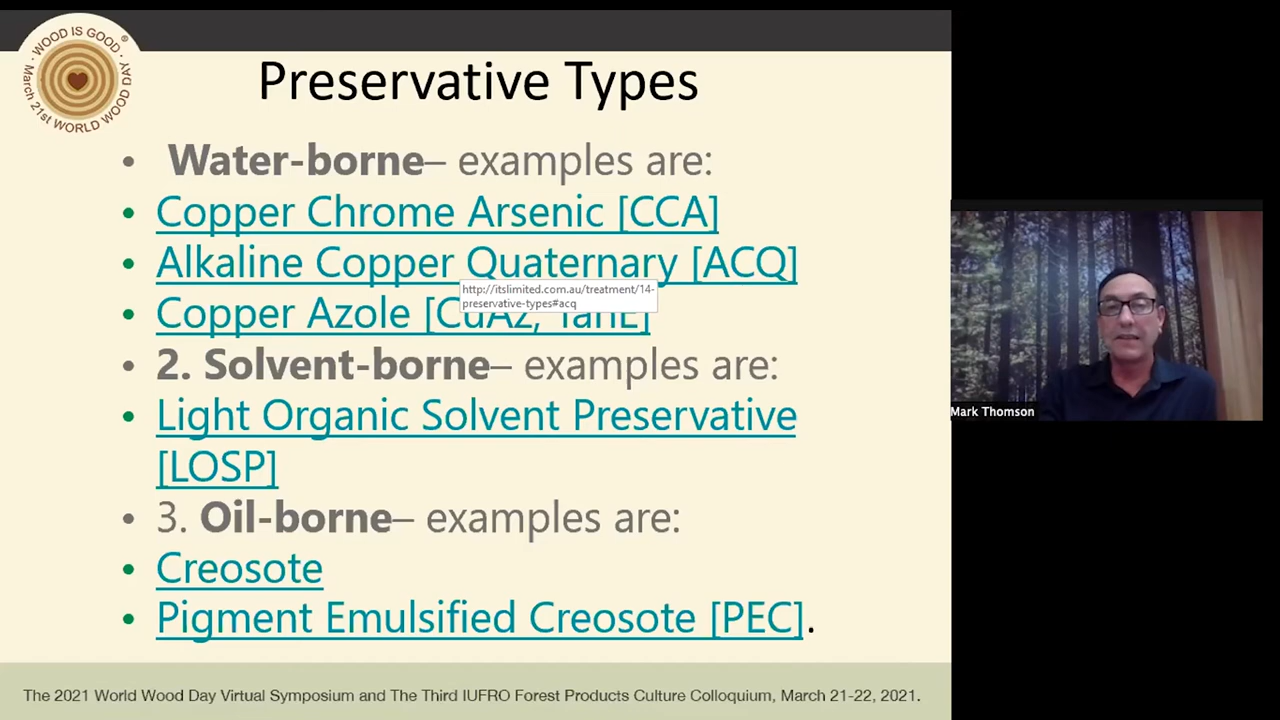 WOOD IS GOOD ®
March 21st WORLD WOOD DAY
Preservative Types
• Water-borne– examples are:
• Copper Chrome Arsenic [CCA]
• Alkaline Copper Quaternary [ACQ]
http://itslimited.com.au/treatment/14-
preservative-types#acq
• Copper Azole [CuAz, TanE]
• 2. Solvent-borne– examples are:
• Light Organic Solvent Preservative
[LOSP]
• 3. Oil-borne– examples are:
• Creosote
• Pigment Emulsified Creosote [PEC].
Mark Thomson
The 2021 World Wood Day Virtual Symposium and The Third IUFRO Forest Products Culture Colloquium, March 21-22, 2021.